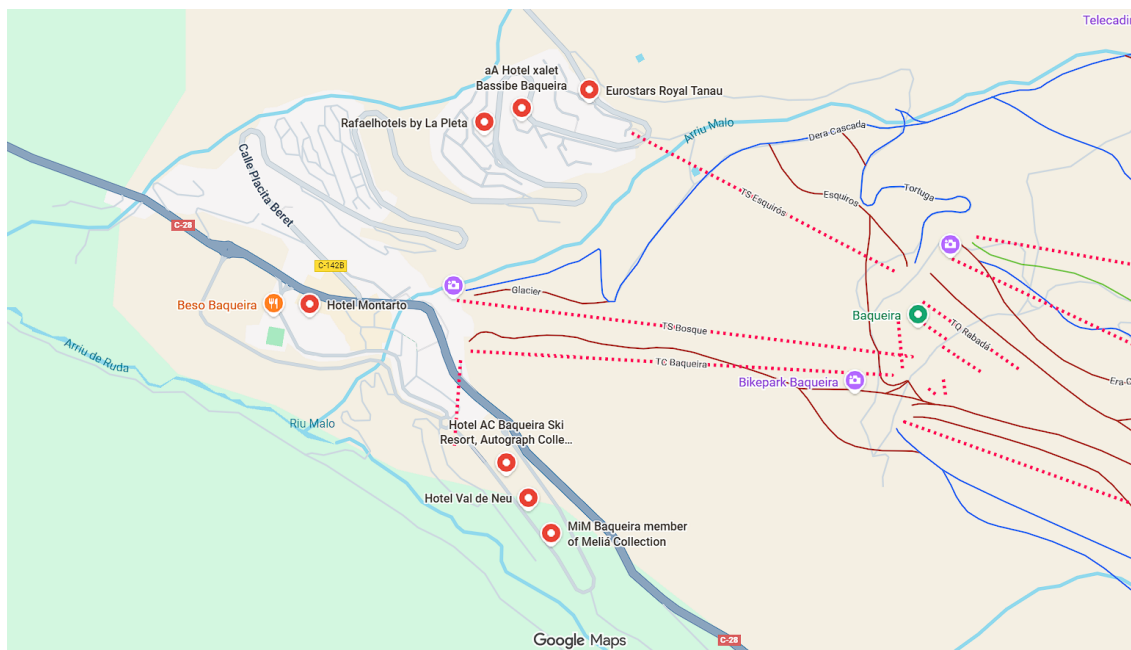 Telecadi
aA Hotel xalet
Bassibe Baqueira
Eurostars Royal Tanau
Rafaelhotels by La Pleta
Arriu Malo
Dera Cascada
Calle Placita Beret
TS Esquirós
Esquiros
Tortuga
C-28
C-142B
Glacier
Beso Baqueira
Hotel Montarto
Baqueira
TS Bosque
TQ Rabadà
Arriu de Ruda
TC Baqueira
Bikepark Baqueira
Era-C
Riu Malo
Hotel AC Baqueira Ski
Resort, Autograph Colle...
Hotel Val de Neu
MiM Baqueira member
of Meliá Collection
Google Maps
C-28